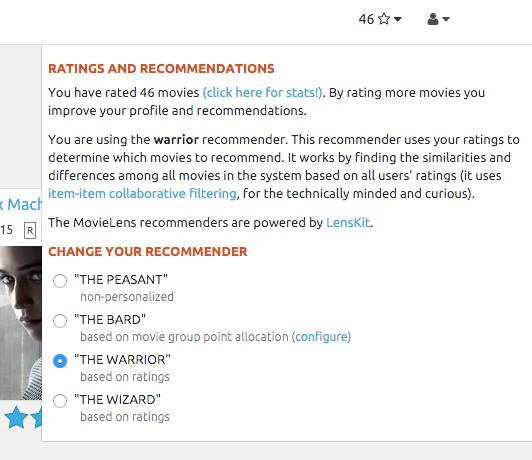 46
RATINGS AND RECOMMENDATIONS
You have rated 46 movies (click here for stats!). By rating more movies you
improve your profile and recommendations.
You are using the warrior recommender. This recommender uses your ratings to
determine which movies to recommend. It works by finding the similarities and
differences among all movies in the system based on all users' ratings (it uses
item-item collaborative filtering, for the technically minded and curious).
x Mach
15 R
The MovieLens recommenders are powered by LensKit.
CHANGE YOUR RECOMMENDER
"THE PEASANT"
non-personalized
"THE BARD"
based on movie group point allocation (configure)
"THE WARRIOR"
based on ratings
"THE WIZARD"
based on ratings